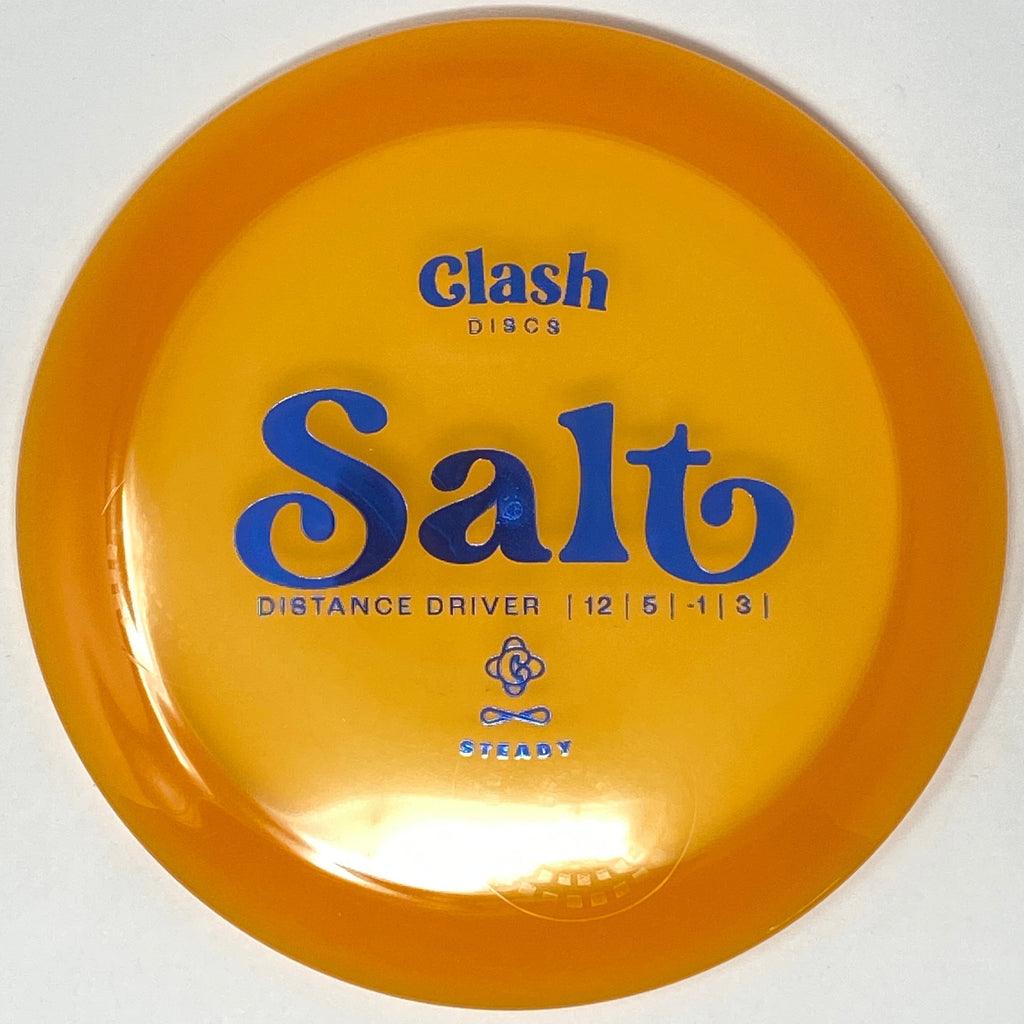 Clash
DISCS
Salt
DISTANCE DRIVER | 12 | 5 | -1 | 3 |
STEADY